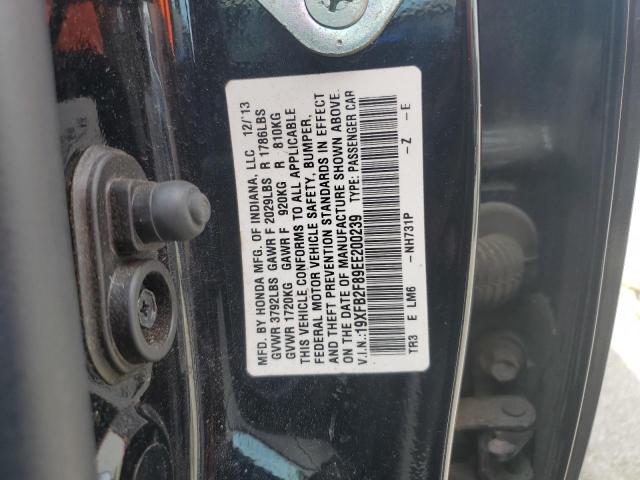 MFD. BY HONDA MFG. OF INDIANA, LLC 12/'13
GVWR 3792LBS GAWR F 2029LBS R 1786LBS
GVWR 1720KG GAWR F 920KG R 810KG
THIS VEHICLE CONFORMS TO ALL APPLICABLE
FEDERAL MOTOR VEHICLE SAFETY, BUMPER,
AND THEFT PREVENTION STANDARDS IN EFFECT
ON THE DATE OF MANUFACTURE SHOWN ABOVE.
V.I.N.:19XFB2F89EE200239 TYPE: PASSENGER CAR
TR3 E LM6 -NH731P -Z -E